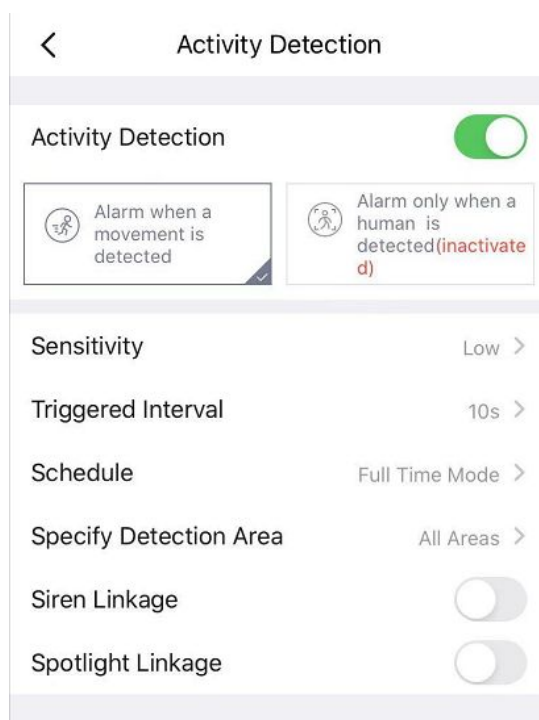 Activity Detection
Activity Detection
Alarm when a
movement is
detected
Alarm only when a
human is
detected(inactivate
d)
Sensitivity
Low
Triggered Interval
10s
Schedule
Full Time Mode
Specify Detection Area
All Areas
Siren Linkage
Spotlight Linkage